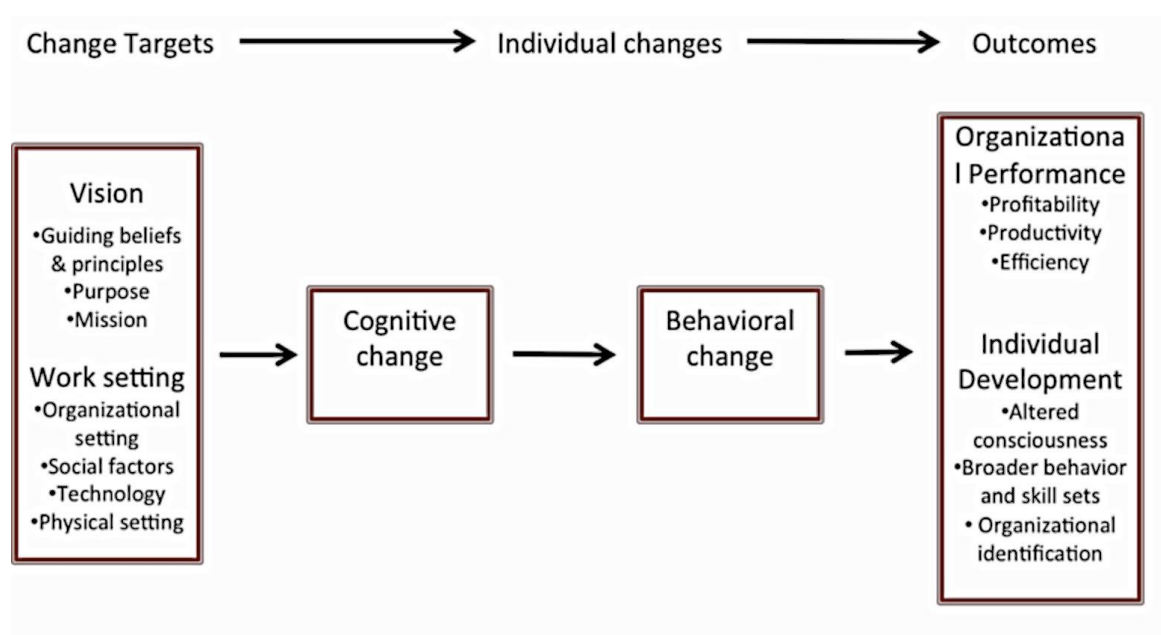 Change Targets
Individual changes
Outcomes
Vision
•Guiding beliefs
& principles
•Purpose
•Mission
Work setting
•Organizational
setting
•Social factors
•Technology
•Physical setting
Cognitive
change
Behavioral
change
Organizationa
l Performance
•Profitability
•Productivity
•Efficiency
Individual
Development
•Altered
consciousness
•Broader behavior
and skill sets
• Organizational
identification